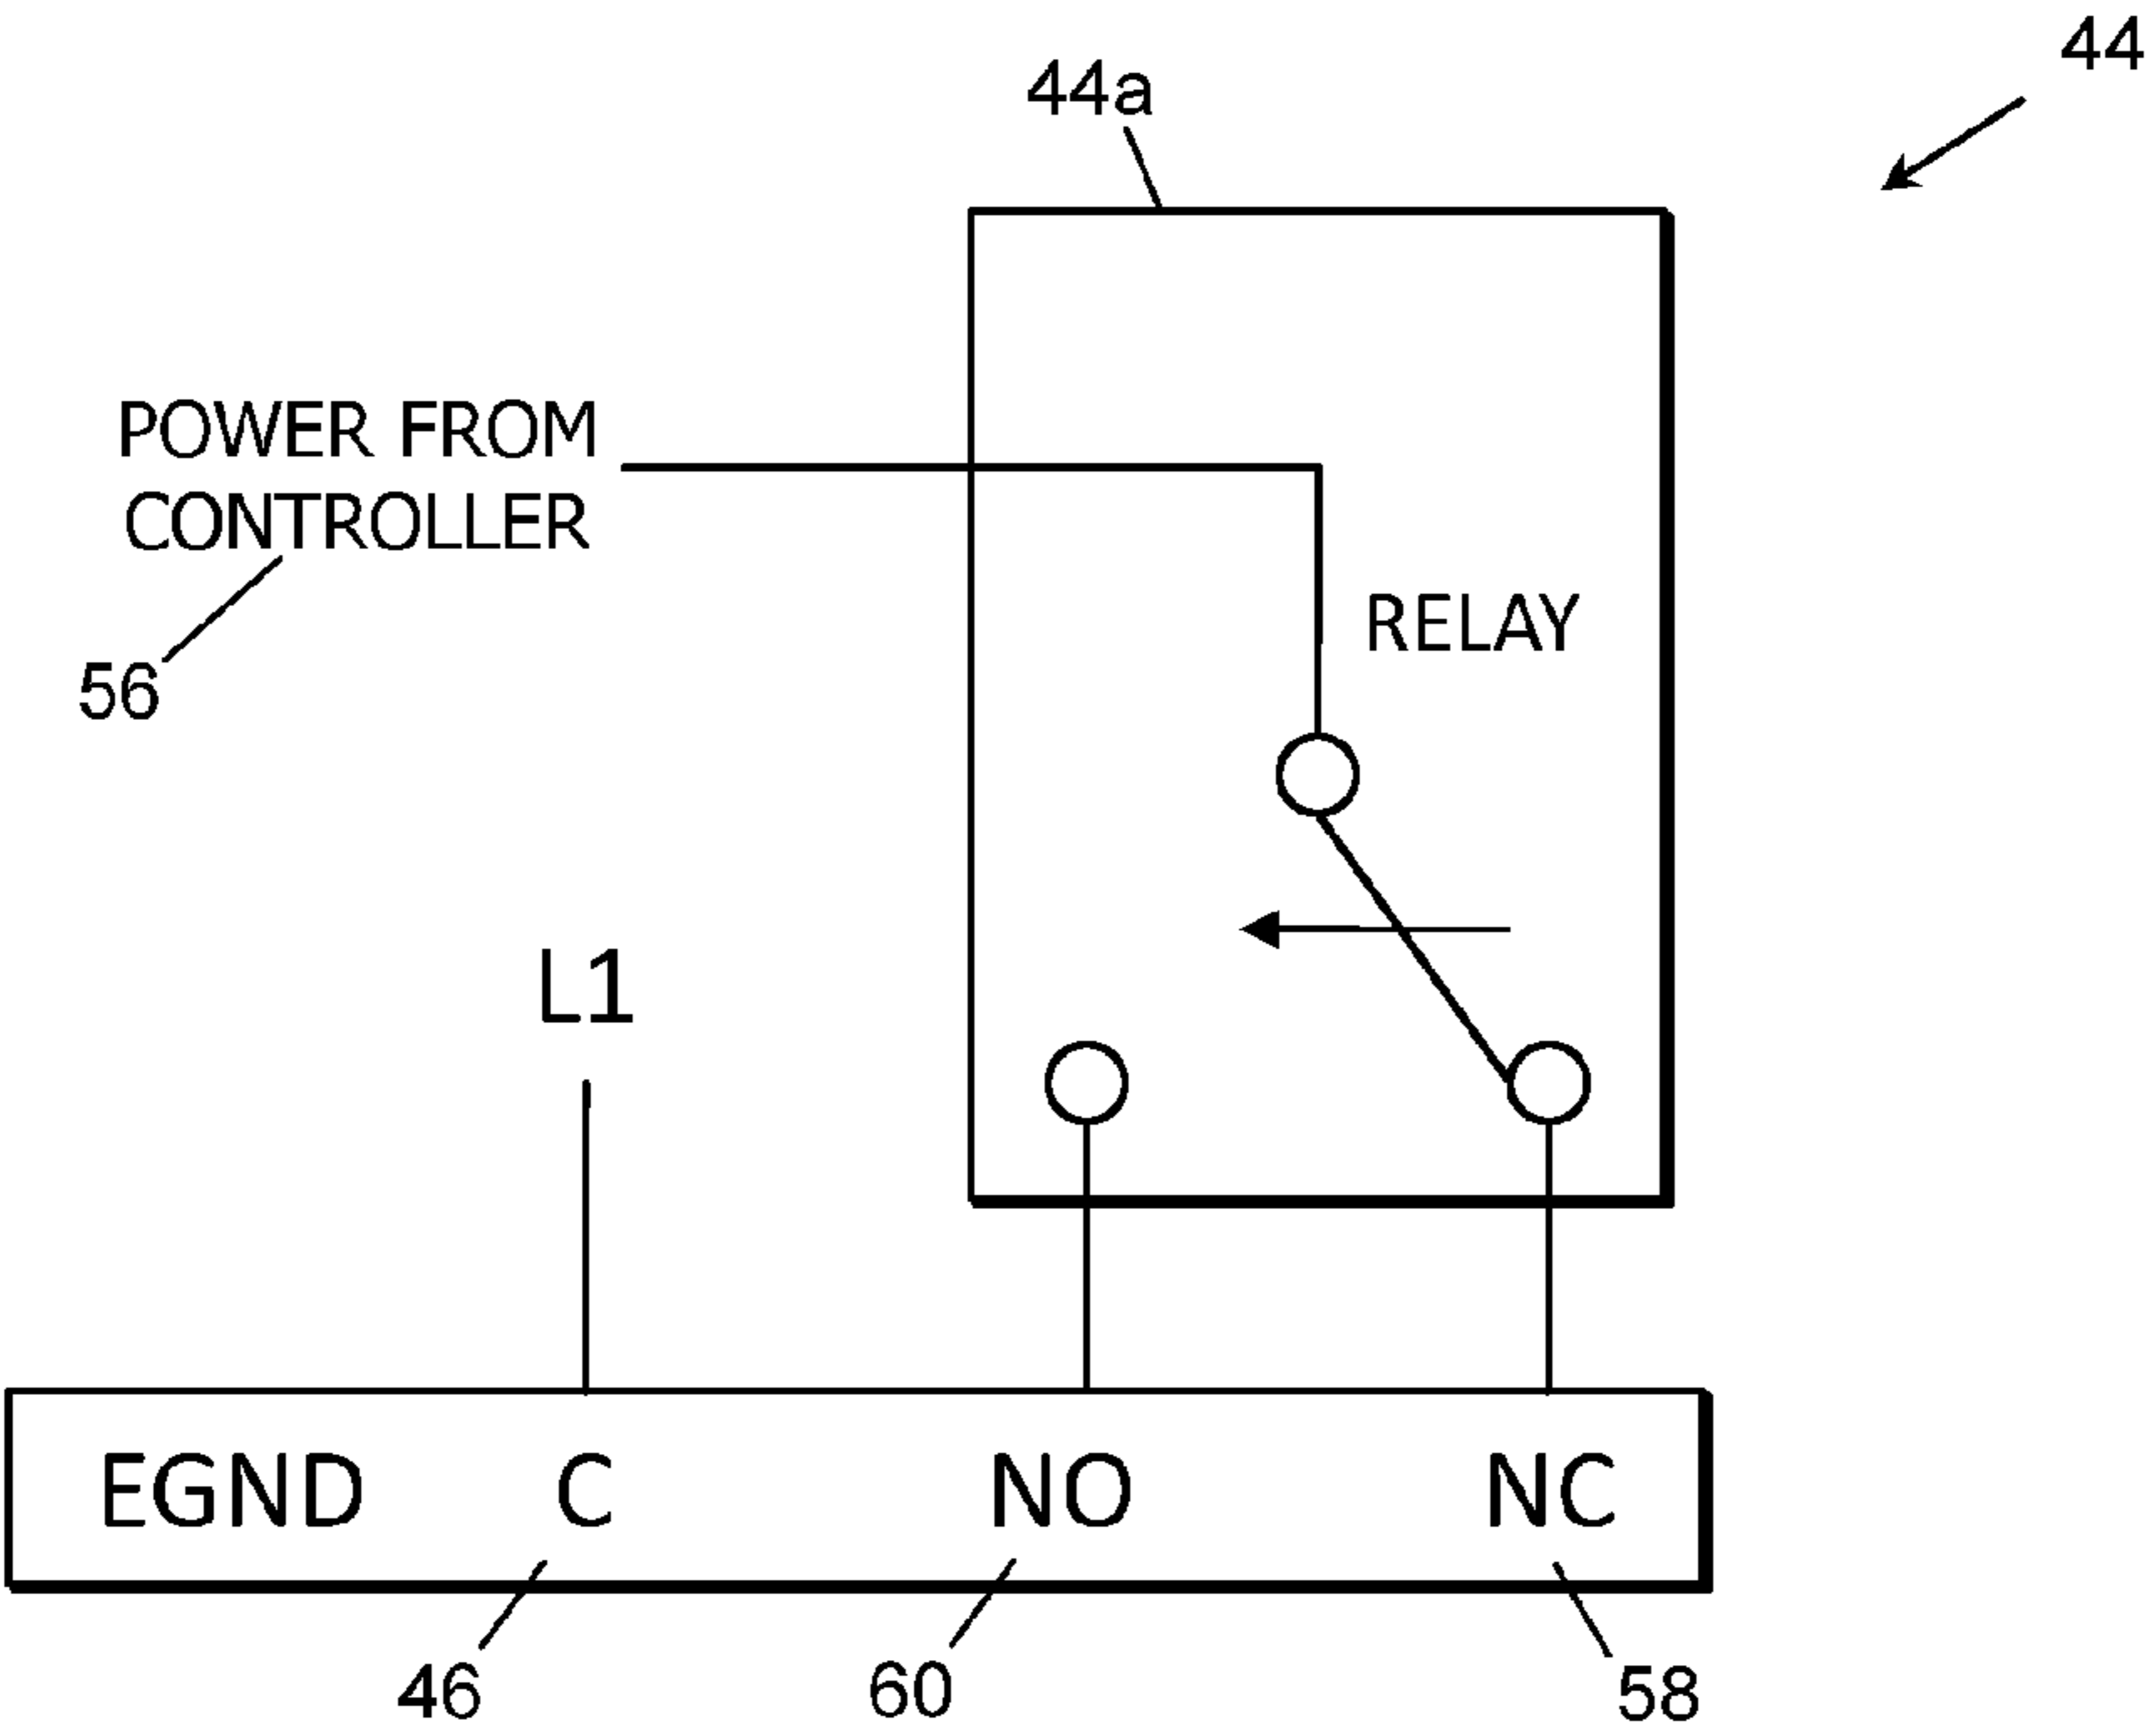 44
44a
POWER FROM
CONTROLLER
56
RELAY
L1
EGND C NO NC
46 60 58